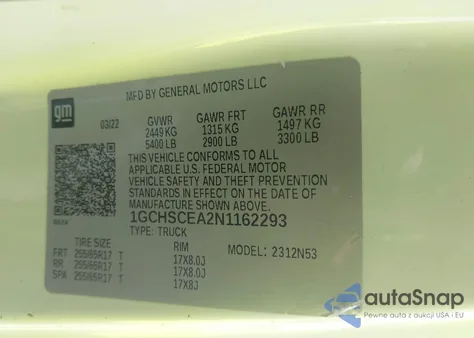 gm
MFD BY GENERAL MOTORS LLC
03/22
GVWR GAWR FRT GAWR RR
2449 KG 1315 KG 1497 KG
5400 LB 2900 LB 3300 LB
THIS VEHICLE CONFORMS TO ALL
APPLICABLE U.S. FEDERAL MOTOR
VEHICLE SAFETY AND THEFT PREVENTION
STANDARDS IN EFFECT ON THE DATE
OF MANUFACTURE SHOWN ABOVE.
1GCHSCEA2N1162293
TYPE: TRUCK
TIRE SIZE RIM MODEL: 2312N53
FRT 255/65R17 T 17X8.0J
RR 255/65R17 T 17X8.0J
SPA 255/65R17 T 17X8J
autoSnap
Pewne auta z aukcji USA i EU